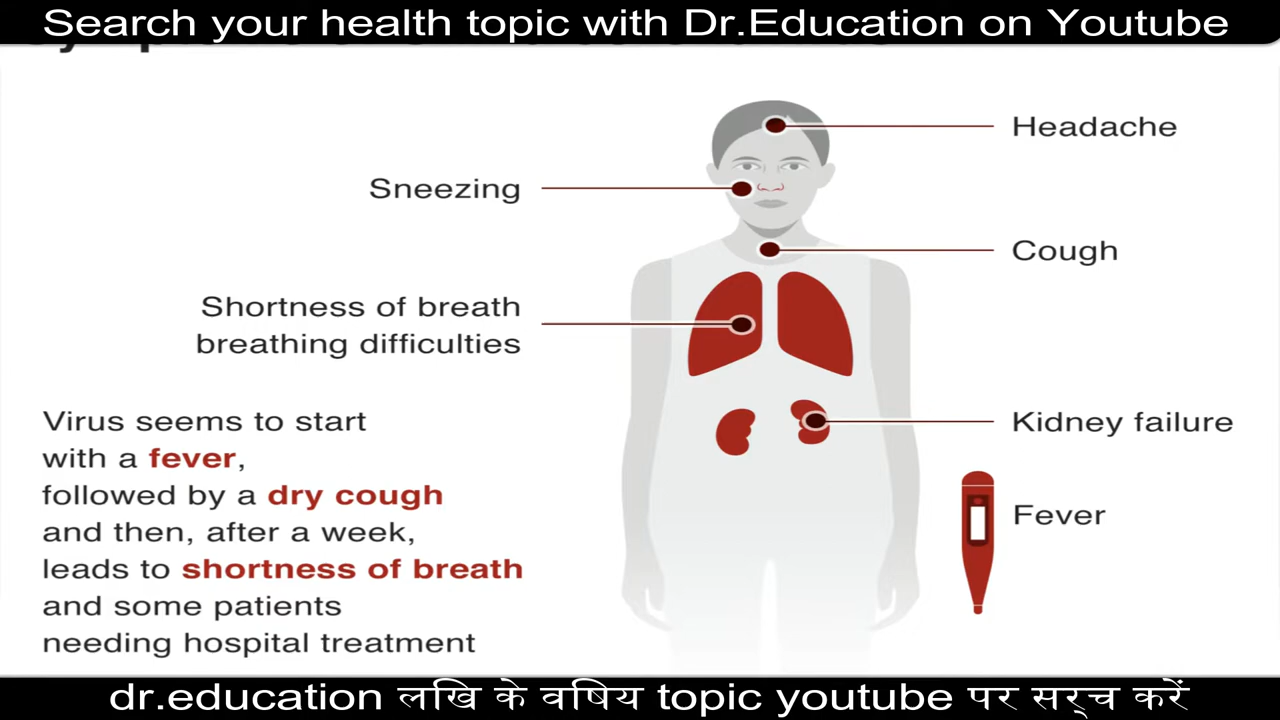 Search your health topic with Dr.Education on Youtube
Headache
Sneezing
Cough
Shortness of breath
breathing difficulties
Virus seems to start
with a fever,
followed by a dry cough
and then, after a week,
leads to shortness of breath
and some patients
needing hospital treatment
Kidney failure
Fever
dr.education लखि के वषिय topic youtube पर सर्च करें